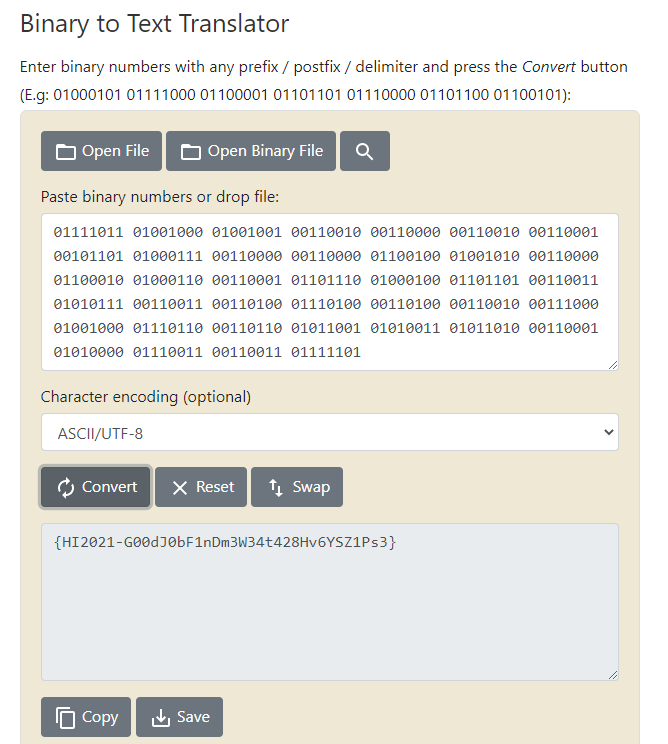 Binary to Text Translator
Enter binary numbers with any prefix / postfix / delimiter and press the Convert button
(E.g: 01000101 01111000 01100001 01101101 01110000 01101100 01100101):
Open File
Open Binary File
Paste binary numbers or drop file:
01111011 01001000 01001001 00110010 00110000 00110010 00110001
00101101 01000111 00110000 00110000 01100100 01001010 00110000
01100010 01000110 00110001 01101110 01000100 01101101 00110011
01010111 00110011 00110100 01110100 00110100 00110010 00111000
01001000 01110110 00110110 01011001 01010011 01011010 00110001
01010000 01110011 00110011 01111101
Character encoding (optional)
ASCII/UTF-8
Convert
Reset
Swap
{HI2021-G00dJ0bF1nDm3W34t428Hv6YSZ1Ps3}
Copy
Save